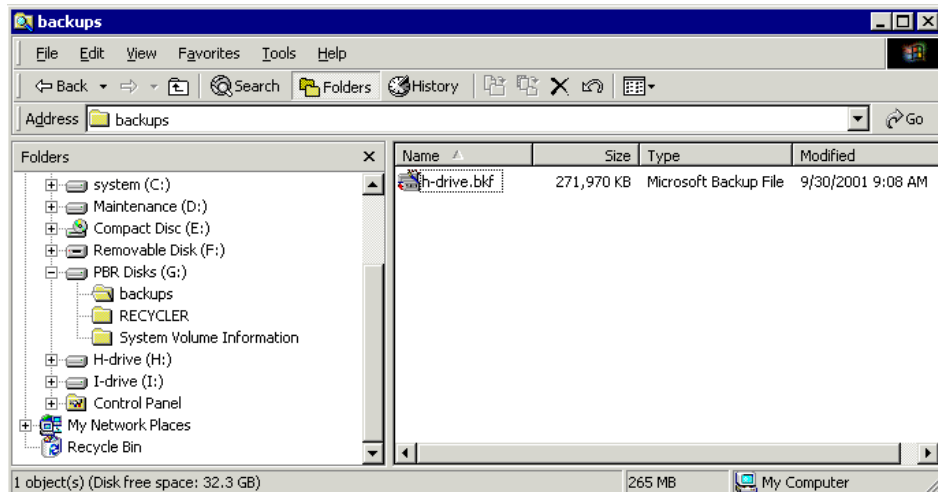 backups
File Edit View Favorites Tools Help
Back Search Folders History
Address backups Go
Folders
system (C:)
Maintenance (D:)
Compact Disc (E:)
Removable Disk (F:)
PBR Disks (G:)
backups
RECYCLER
System Volume Information
H-drive (H:)
I-drive (I:)
Control Panel
My Network Places
Recycle Bin
Name Size Type Modified
h-drive.bkf 271,970 KB Microsoft Backup File 9/30/2001 9:08 AM
1 object(s) (Disk free space: 32.3 GB) 265 MB My Computer